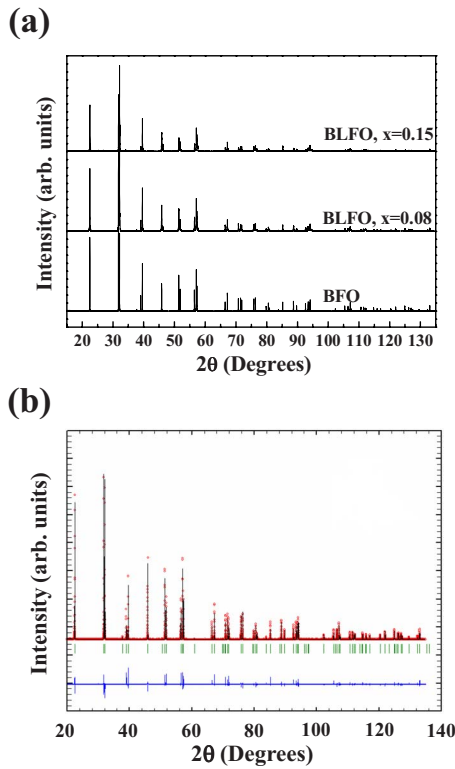 (a)
Intensity (arb. units)
BLFO, x=0.15
BLFO, x=0.08
BFO
20 30 40 50 60 70 80 90 100 110 120 130
2θ (Degrees)
(b)
Intensity (arb. units)
20 40 60 80 100 120 140
2θ (Degrees)